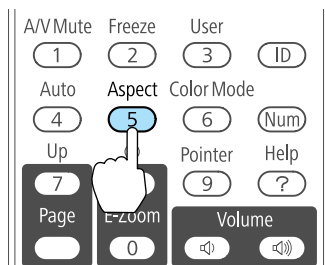 A/V Mute Freeze User
1 2 3 ID
Auto Aspect Color Mode
4 5 6 Num
Up Pointer Help
7 9 ?
Page E-Zoom Volume
0